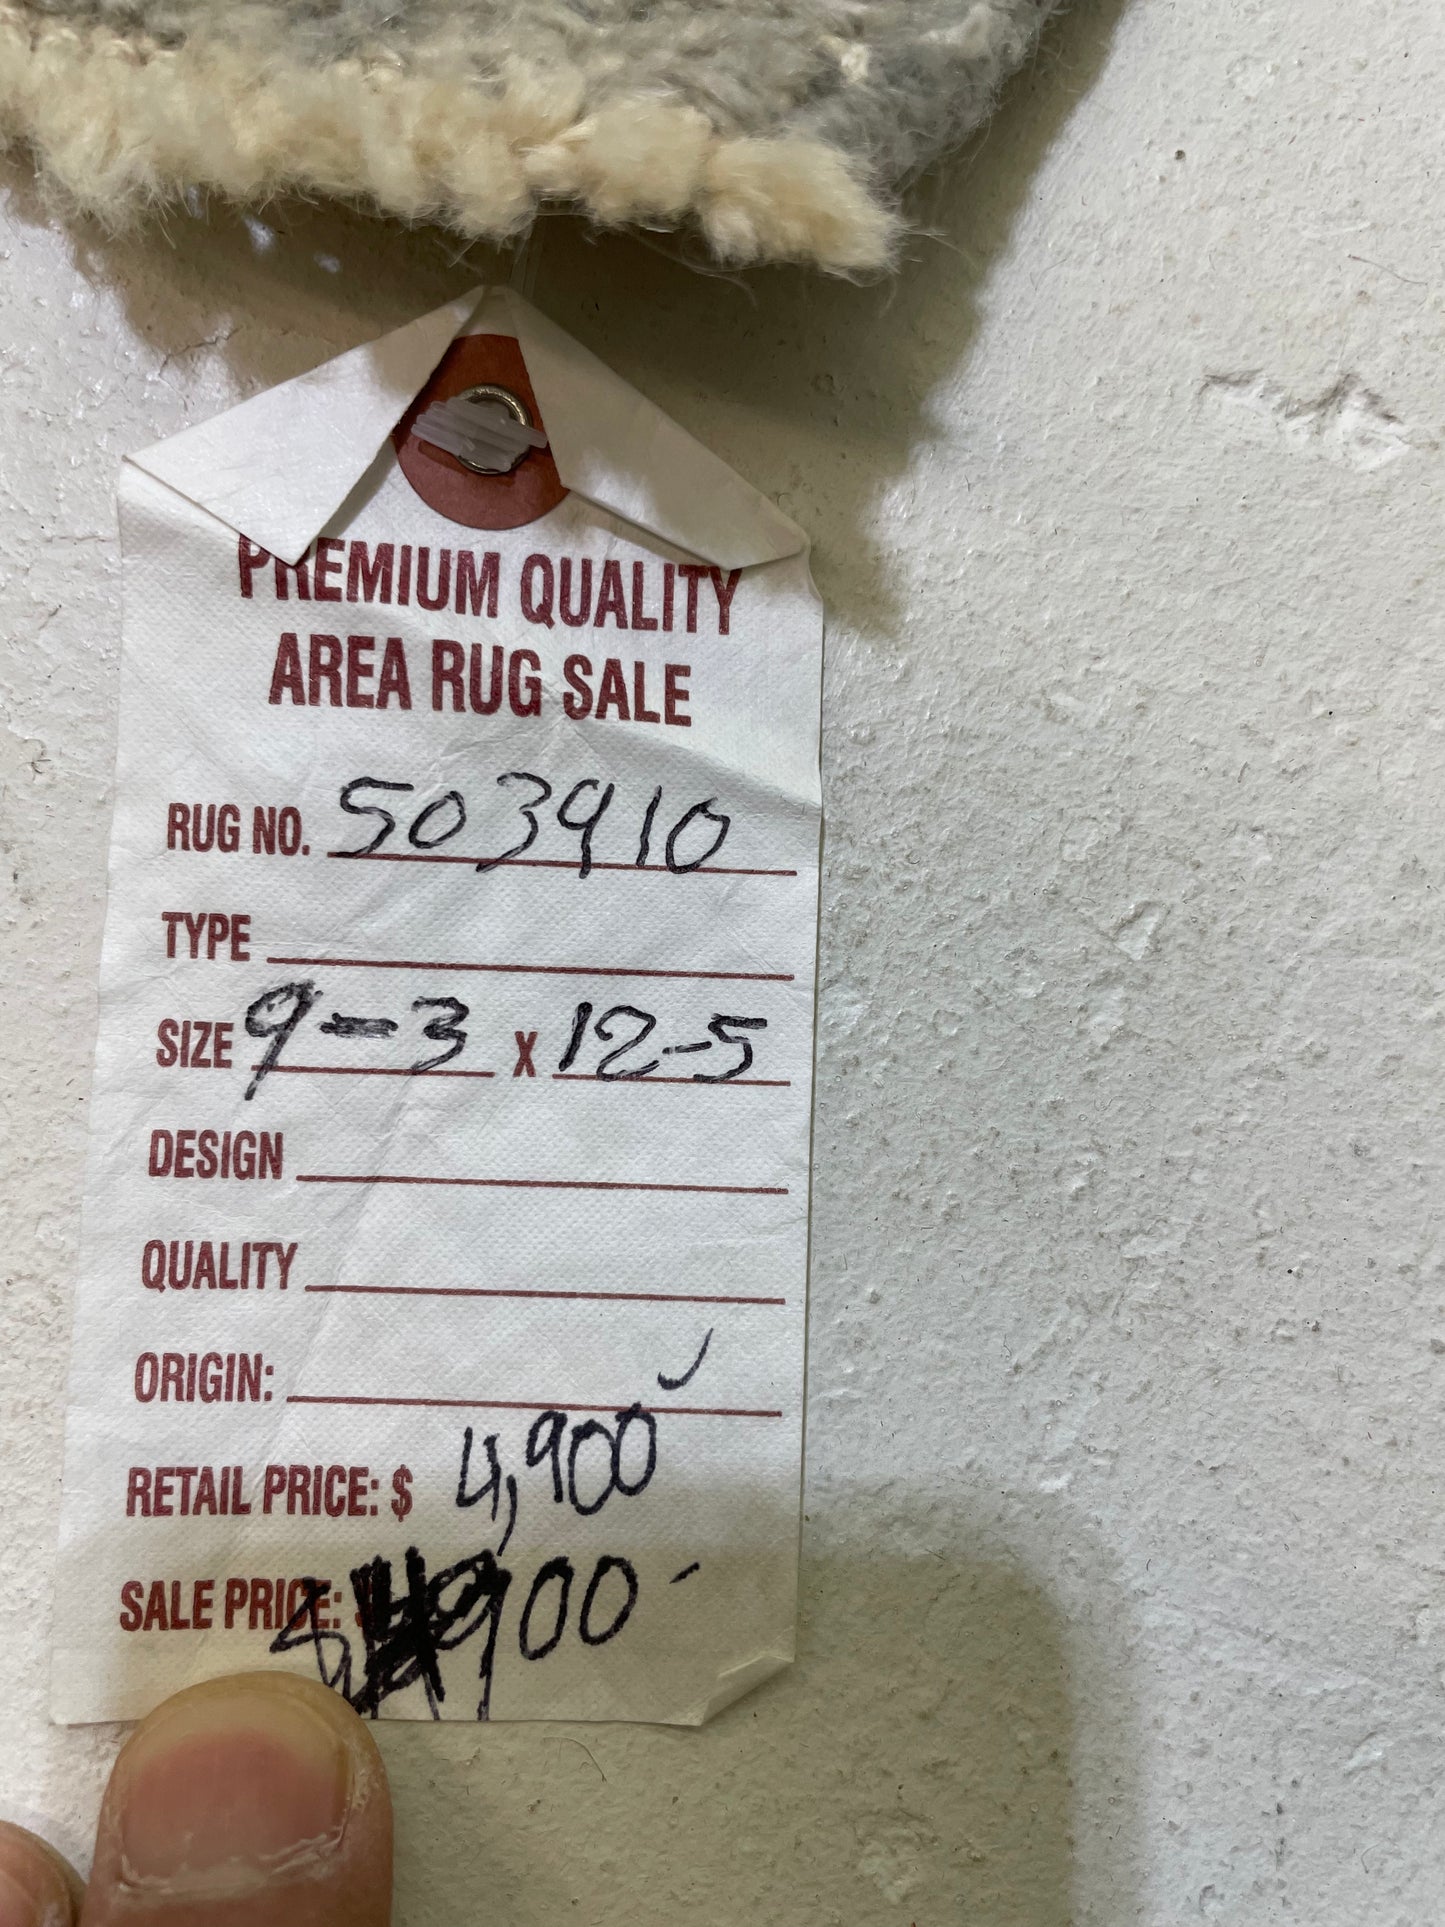 PREMIUM QUALITY
AREA RUG SALE
RUG NO. 503910
TYPE
SIZE 9-3 X 12-5
DESIGN
QUALITY
ORIGIN:
RETAIL PRICE: $ 4,900
SALE PRICE: